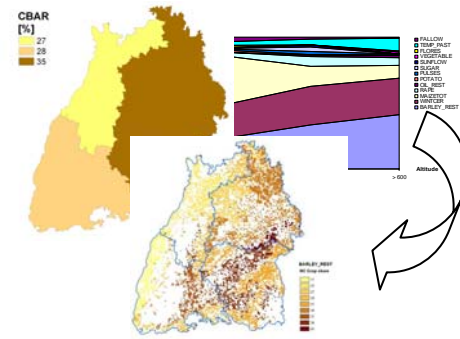 CBAR
[%]
27
28
35
FALLOW
TEMP_PAST
FLORES
VEGETABLE
SUNFLOW
SUGAR
PULSES
POTATO
OIL_REST
RAPE
MAIZETOT
WINTCER
BARLEY_REST
Altitude
> 600
BARLEY_REST